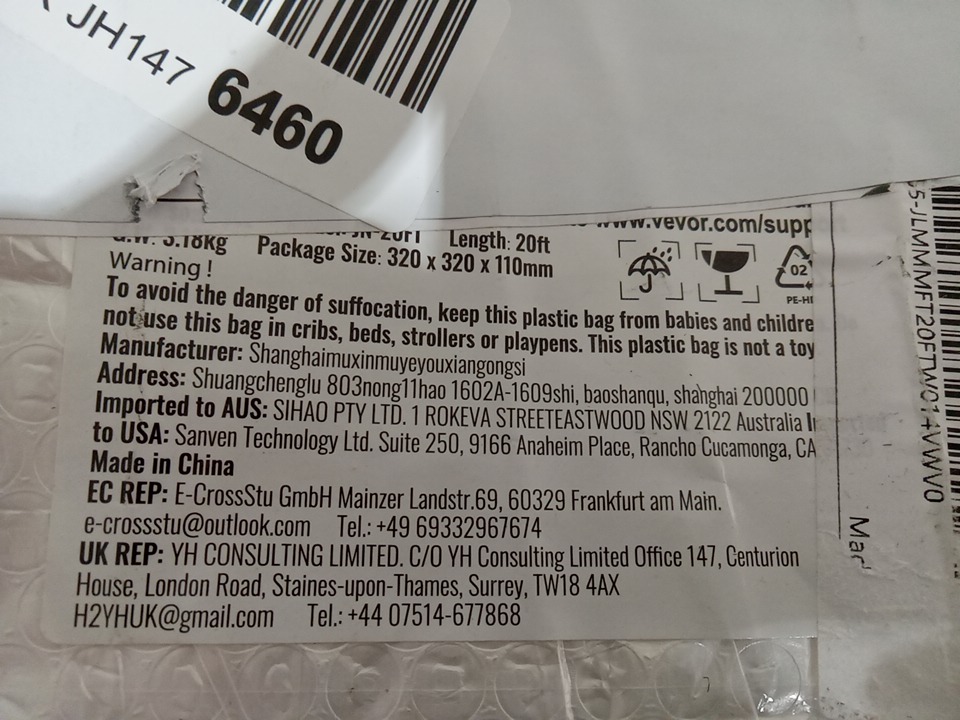 JH147 6460
G.W: 3.18kg Length: 20ft www.vevor.com/supp
Package Size: 320 x 320 x 110mm
02
PE-H
Warning !
To avoid the danger of suffocation, keep this plastic bag from babies and childre
not use this bag in cribs, beds, strollers or playpens. This plastic bag is not a toy
Manufacturer: Shanghaimuxinmuyeyouxiangongsi
Address: Shuangchenglu 803nong11hao 1602A-1609shi, baoshanqu, shanghai 200000
Imported to AUS: SIHAO PTY LTD. 1 ROKEVA STREETEASTWOOD NSW 2122 Australia I
to USA: Sanven Technology Ltd. Suite 250, 9166 Anaheim Place, Rancho Cucamonga, CA
Made in China
EC REP: E-CrossStu GmbH Mainzer Landstr.69, 60329 Frankfurt am Main.
e-crossstu@outlook.com Tel.: +49 69332967674
UK REP: YH CONSULTING LIMITED. C/O YH Consulting Limited Office 147, Centurion
House, London Road, Staines-upon-Thames, Surrey, TW18 4AX
H2YHUK@gmail.com Tel.: +44 07514-677868